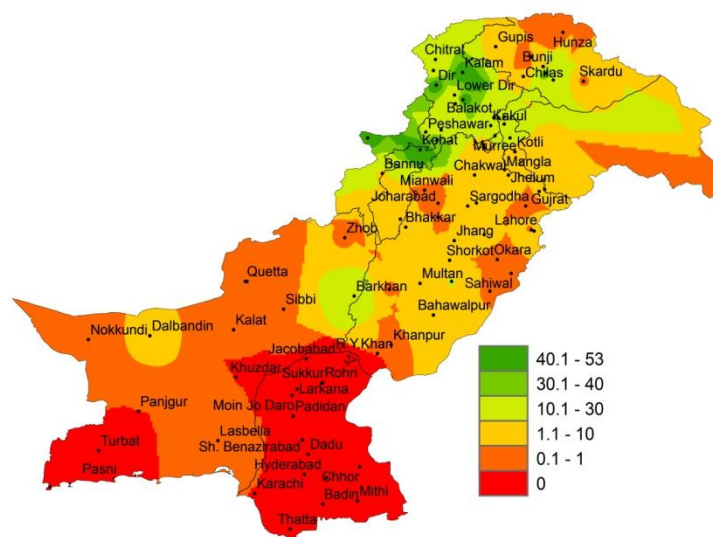 Gupis
Hunza
Chitral
Bunji
Kalam
Dir
Chilas
Skardu
Lower Dir
Balakot
Kakul
Peshawar
Kohat
Murree
Kotli
Bannu
Chakwal
Mangla
Mianwali
Jhelum
Joharabad
Sargodha
Gujrat
Bhakkar
Lahore
Zhob
Jhang
Shorkot
Okara
Quetta
Multan
Sahiwal
Barkhan
Sibbi
Bahawalpur
Nokkundi
Dalbandin
Kalat
Khanpur
R.Y.Khan
Jacobabad
Khuzdar
Sukkur
Rohri
Larkana
Panjgur
Moin Jo Daro
Padidan
Lasbella
Turbat
Sh. Benazirabad
Dadu
Pasni
Hyderabad
Chhor
Karachi
Badin
Mithi
Thatta
40.1 - 53
30.1 - 40
10.1 - 30
1.1 - 10
0.1 - 1
0